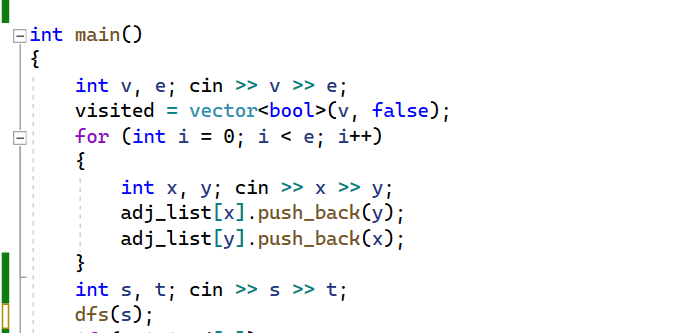 int main()
{
int v, e; cin >> v >> e;
visited = vector<bool>(v, false);
for (int i = 0; i < e; i++)
{
int x, y; cin >> x >> y;
adj_list[x].push_back(y);
adj_list[y].push_back(x);
}
int s, t; cin >> s >> t;
dfs(s);